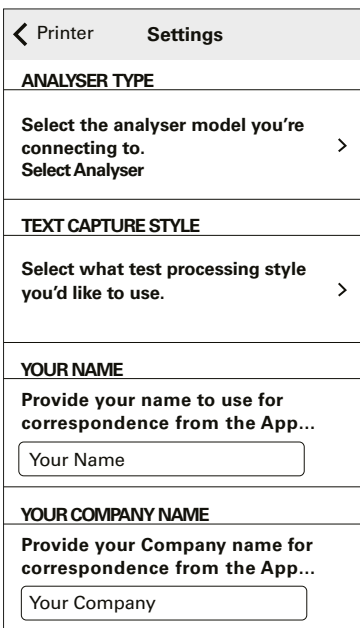 Printer Settings
ANALYSER TYPE
Select the analyser model you're
connecting to.
Select Analyser
TEXT CAPTURE STYLE
Select what test processing style
you'd like to use.
YOUR NAME
Provide your name to use for
correspondence from the App...
Your Name
YOUR COMPANY NAME
Provide your Company name for
correspondence from the App...
Your Company